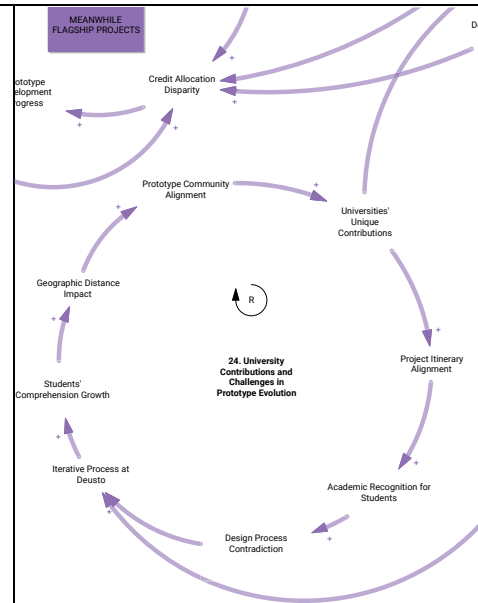 MEANWHILE
FLAGSHIP PROJECTS
Credit Allocation
Disparity
+
+
+
+
Prototype Community
Alignment
+
+
Universities'
Unique
Contributions
Geographic Distance
Impact
R
+
+
24. University
Contributions and
Challenges in
Prototype Evolution
Project Itinerary
Alignment
Students'
Comprehension Growth
+
Iterative Process at
Deusto
+
Academic Recognition for
Students
+
Design Process
Contradiction
+